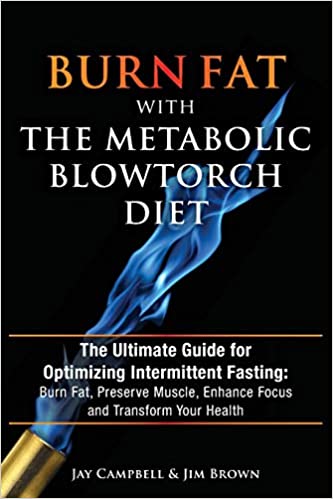 BURN FAT
WITH
THE METABOLIC
BLOWTORCH
DIET
The Ultimate Guide for
Optimizing Intermittent Fasting:
Burn Fat, Preserve Muscle, Enhance Focus
and Transform Your Health
JAY CAMPBELL & JIM BROWN